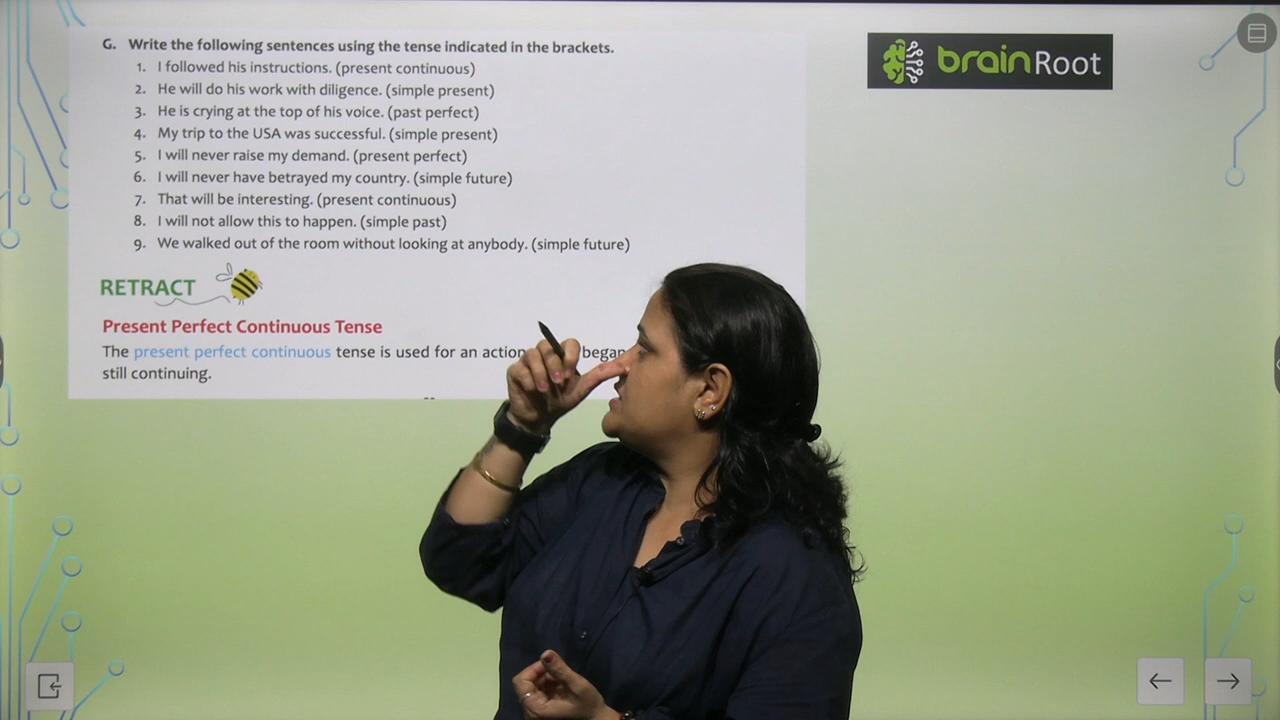 G. Write the following sentences using the tense indicated in the brackets.
1. I followed his instructions. (present continuous)
2. He will do his work with diligence. (simple present)
3. He is crying at the top of his voice. (past perfect)
4. My trip to the USA was successful. (simple present)
5. I will never raise my demand. (present perfect)
6. I will never have betrayed my country. (simple future)
7. That will be interesting. (present continuous)
8. I will not allow this to happen. (simple past)
9. We walked out of the room without looking at anybody. (simple future)
RETRACT
Present Perfect Continuous Tense
The present perfect continuous tense is used for an action began
still continuing.
brainRoot